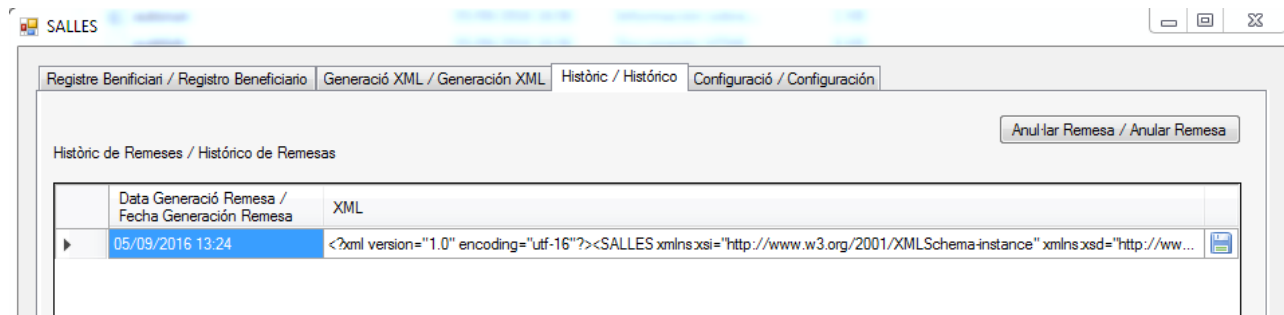 SALLES
Registre Benificiari / Registro Beneficiario Generació XML / Generación XML Històric / Histórico Configuració / Configuración
Anul·lar Remesa / Anular Remesa
Històric de Remeses / Histórico de Remesas
Data Generació Remesa /
Fecha Generación Remesa
XML
05/09/2016 13:24 <?xml version="1.0" encoding="utf-16"?><SALLES xmlns:xsi="http://www.w3.org/2001/XMLSchema-instance" xmlns:xsd="http://ww...